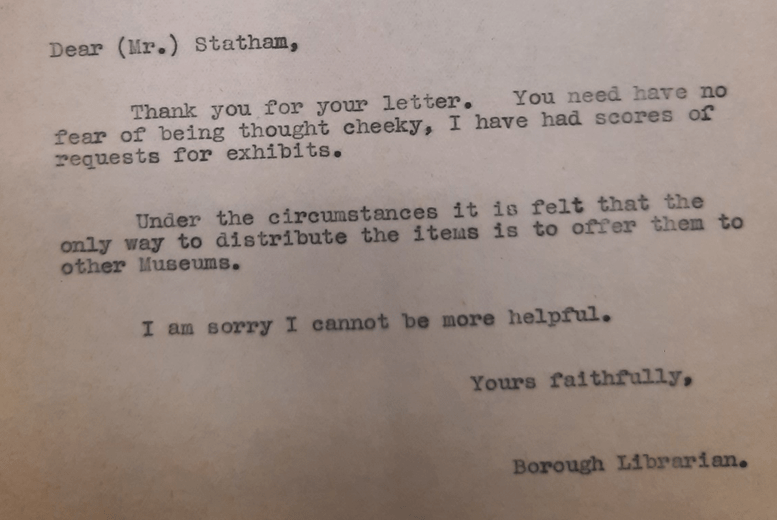 Dear (Mr.) Statham,
Thank you for your letter. You need have no
fear of being thought cheeky, I have had scores of
requests for exhibits.
Under the circumstances it is felt that the
only way to distribute the items is to offer them to
other Museums.
I am sorry I cannot be more helpful.
Yours faithfully,
Borough Librarian.